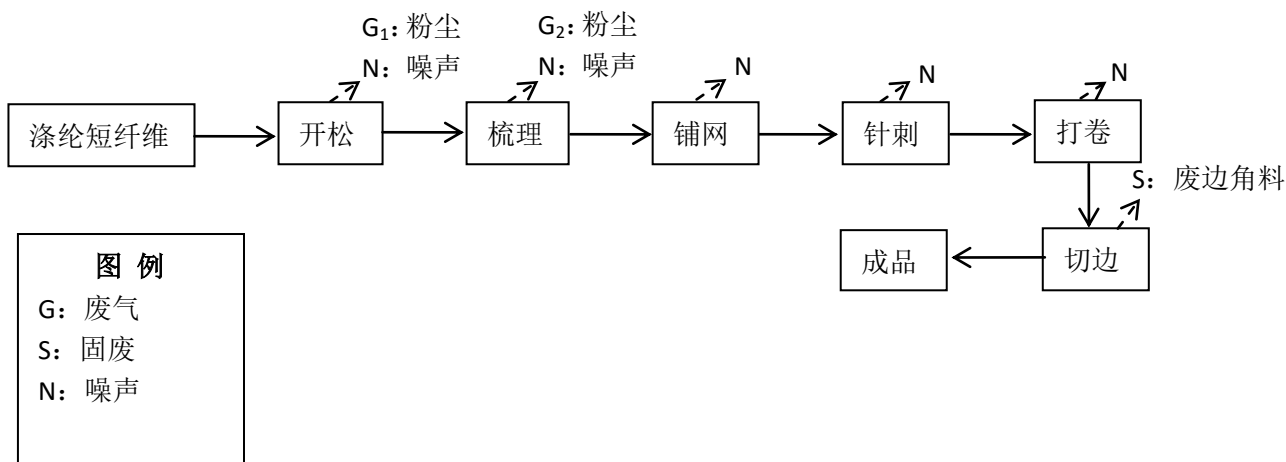 G₁：粉尘
N：噪声
G₂：粉尘
N：噪声
N
N
N
涤纶短纤维
开松
梳理
铺网
针刺
打卷
S：废边角料
切边
成品
图 例
G：废气
S：固废
N：噪声